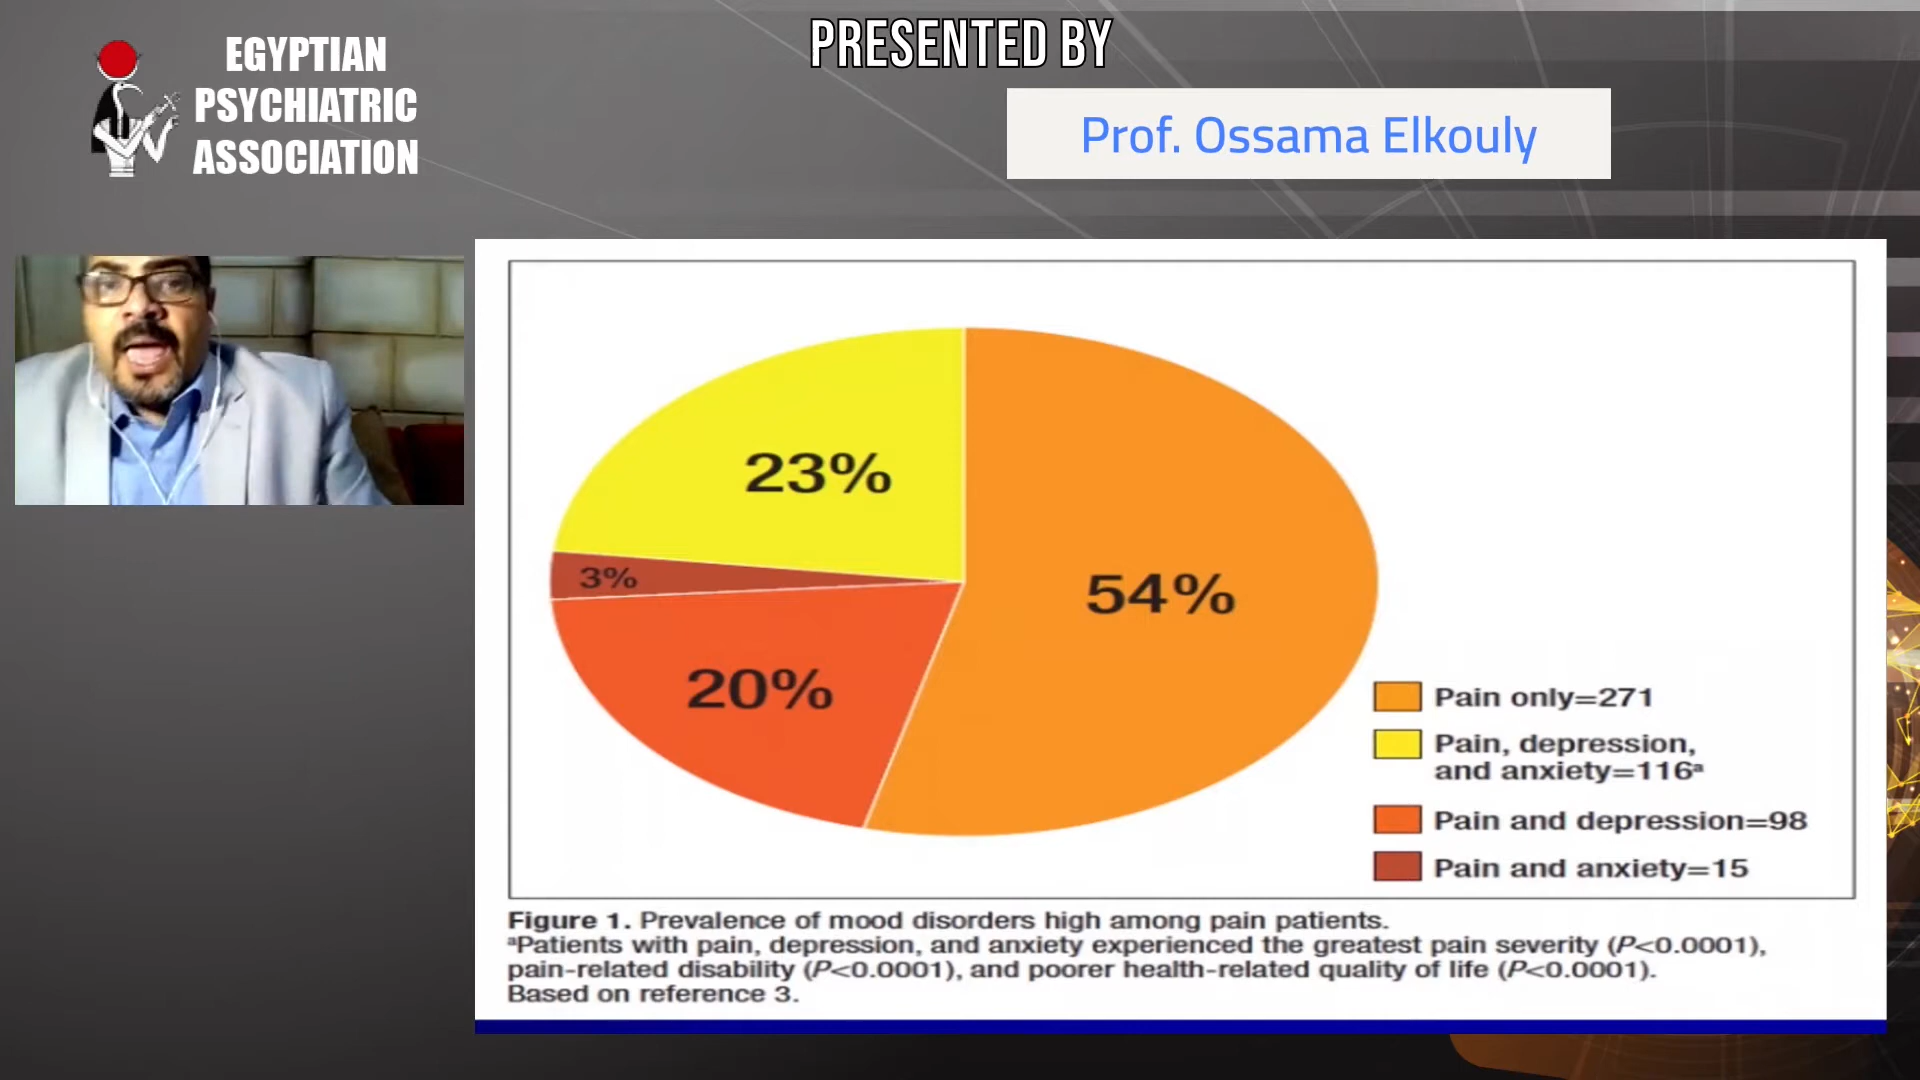 EGYPTIAN
PSYCHIATRIC
ASSOCIATION
PRESENTED BY
Prof. Ossama Elkouly
23%
3%
54%
20%
Pain only=271
Pain, depression,
and anxiety=116ᵃ
Pain and depression=98
Pain and anxiety=15
Figure 1. Prevalence of mood disorders high among pain patients.
ᵃPatients with pain, depression, and anxiety experienced the greatest pain severity (P<0.0001),
pain-related disability (P<0.0001), and poorer health-related quality of life (P<0.0001).
Based on reference 3.